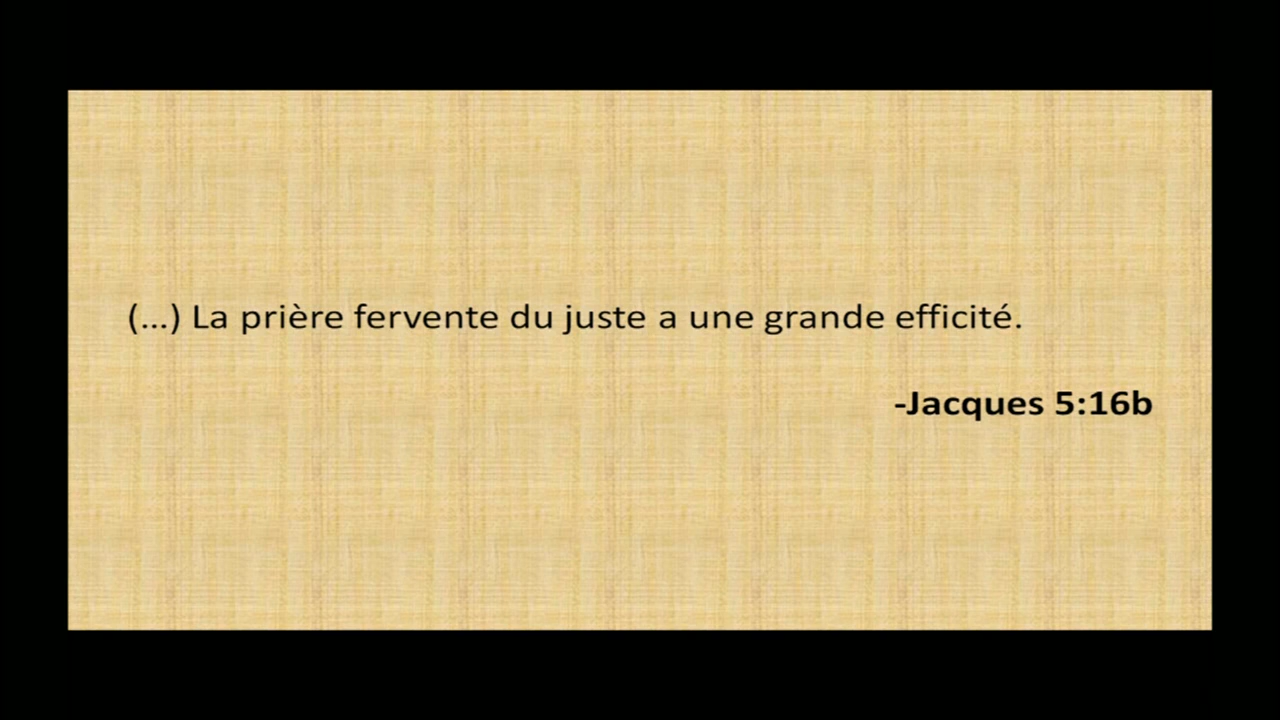 (...) La prière fervente du juste a une grande efficité.
-Jacques 5:16b